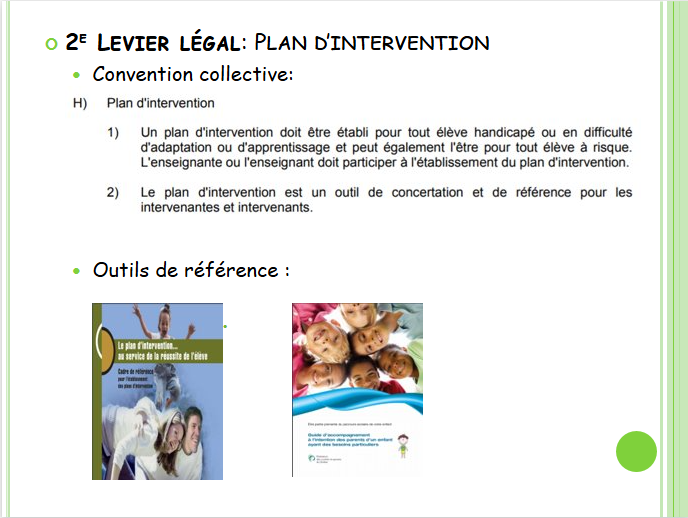 2E LEVIER LÉGAL: PLAN D'INTERVENTION
Convention collective:
H) Plan d'intervention
1) Un plan d'intervention doit être établi pour tout élève handicapé ou en difficulté
d'adaptation ou d'apprentissage et peut également l'être pour tout élève à risque.
L'enseignante ou l'enseignant doit participer à l'établissement du plan d'intervention.
2) Le plan d'intervention est un outil de concertation et de référence pour les
intervenantes et intervenants.
Outils de référence :
Le plan d'intervention...
au service de la réussite de l'élève
Cadre de référence
pour l'établissement
des plans d'intervention
Guide d'accompagnement
à l'intention des parents d'un enfant
ayant des besoins particuliers